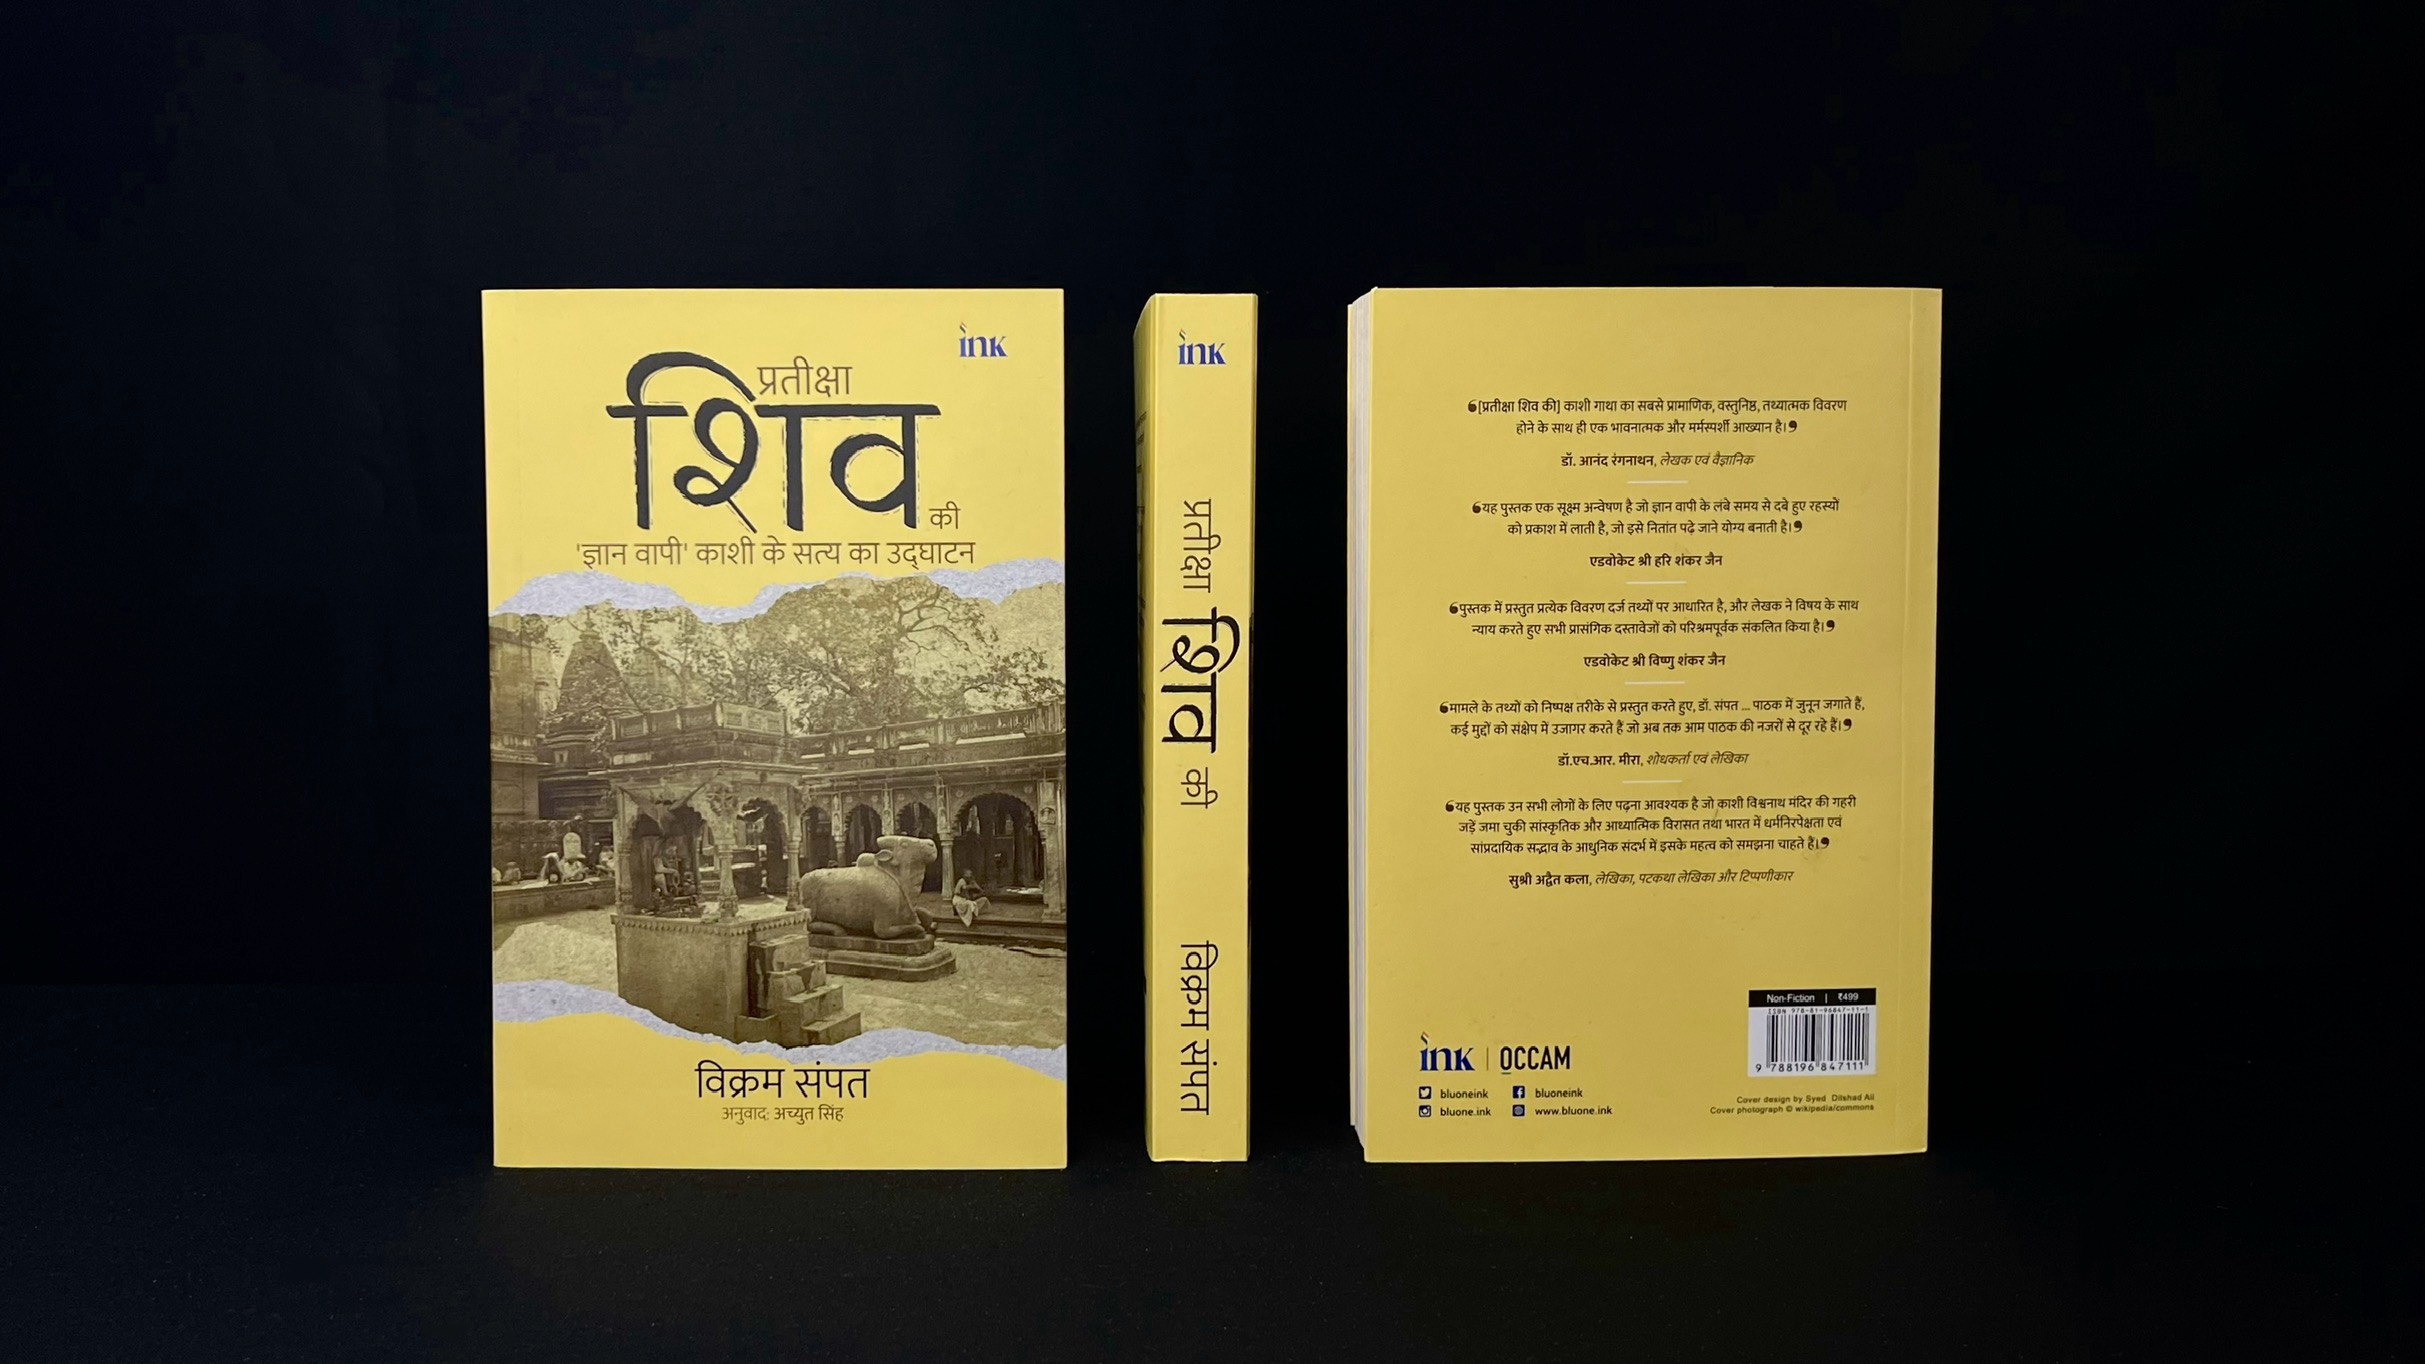 ink
प्रतीक्षा
शिव
की
'ज्ञान वापी' काशी के सत्य का उद्घाटन
विक्रम संपत
अनुवाद: अच्युत सिंह
ink
प्रतीक्षा शिव की
विक्रम संपत
❛[प्रतीक्षा शिव की] काशी गाथा का सबसे प्रामाणिक, वस्तुनिष्ठ, तथ्यात्मक विवरण
होने के साथ ही एक भावनात्मक और मर्मस्पर्शी आख्यान है।❜
डॉ. आनंद रंगनाथन, लेखक एवं वैज्ञानिक
❛यह पुस्तक एक सूक्ष्म अन्वेषण है जो ज्ञान वापी के लंबे समय से दबे हुए रहस्यों
को प्रकाश में लाती है, जो इसे नितांत पढ़े जाने योग्य बनाती है।❜
एडवोकेट श्री हरि शंकर जैन
❛पुस्तक में प्रस्तुत प्रत्येक विवरण दर्ज तथ्यों पर आधारित है, और लेखक ने विषय के साथ
न्याय करते हुए सभी प्रासंगिक दस्तावेजों को परिश्रमपूर्वक संकलित किया है।❜
एडवोकेट श्री विष्णु शंकर जैन
❛मामले के तथ्यों को निष्पक्ष तरीके से प्रस्तुत करते हुए, डॉ. संपत ... पाठक में जुनून जगाते हैं,
कई मुद्दों को संक्षेप में उजागर करते हैं जो अब तक आम पाठक की नजरों से दूर रहे हैं।❜
डॉ.एच.आर. मीरा, शोधकर्ता एवं लेखिका
❛यह पुस्तक उन सभी लोगों के लिए पढ़ना आवश्यक है जो काशी विश्वनाथ मंदिर की गहरी
जड़ें जमा चुकी सांस्कृतिक और आध्यात्मिक विरासत तथा भारत में धर्मनिरपेक्षता एवं
सांप्रदायिक सद्भाव के आधुनिक संदर्भ में इसके महत्व को समझना चाहते हैं।❜
सुश्री अद्वैत कला, लेखिका, पटकथा लेखिका और टिप्पणीकार
Non-Fiction | ₹499
ISBN 978-81-96847-11-1
9 788196 847111
ink | OCCAM
bluoneink bluoneink
bluone.ink www.bluone.ink
Cover design by Syed Dilshad Ali
Cover photograph © wikipedia/commons